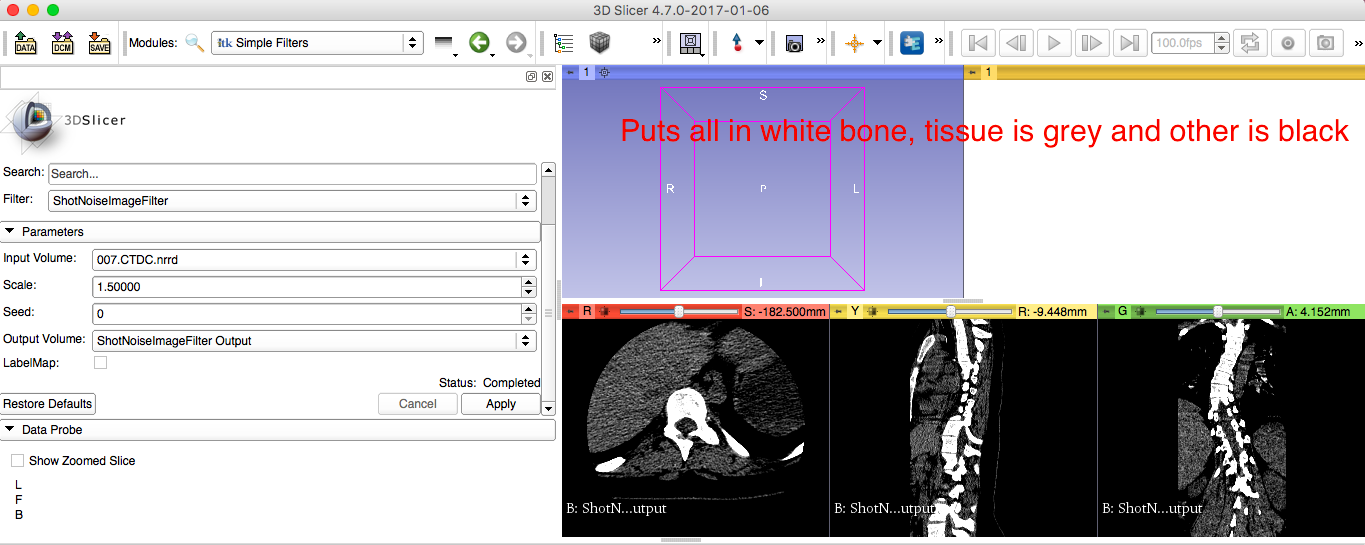 3D Slicer 4.7.0-2017-01-06
DATA DCM SAVE Modules: itk Simple Filters » » » » 100.0fps »
1 1
3DSlicer
S
Puts all in white bone, tissue is grey and other is black
Search: Search...
R P L
Filter: ShotNoiseImageFilter
Parameters
Input Volume: 007.CTDC.nrrd
Scale: 1.50000
I
Seed: 0
R S: -182.500mm Y R: -9.448mm G A: 4.152mm
Output Volume: ShotNoiseImageFilter Output
LabelMap:
Status: Completed
Restore Defaults Cancel Apply
Data Probe
Show Zoomed Slice
L
F
B
B: ShotN...utput B: ShotN...utput B: ShotN...utput